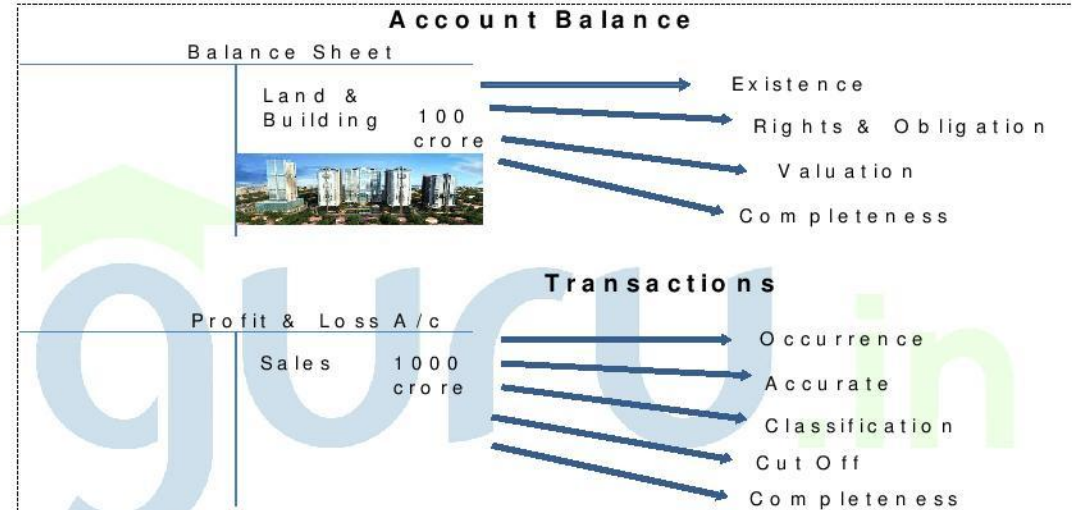 Account Balance
Balance Sheet
Land &
Building 100
crore
Existence
Rights & Obligation
Valuation
Completeness
Transactions
Profit & Loss A/c
Sales 1000
crore
Occurrence
Accurate
Classification
Cut Off
Completeness
guru.in